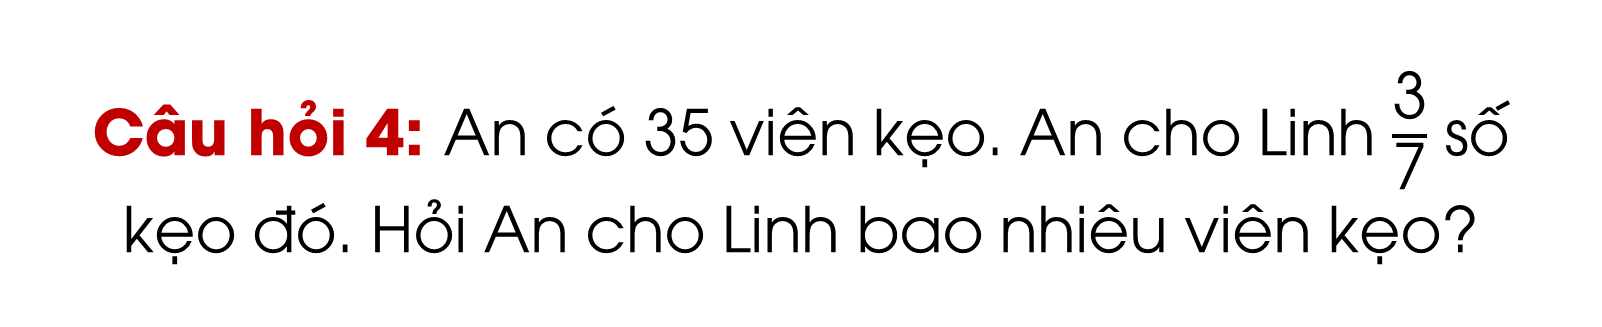 Câu hỏi 4: An có 35 viên kẹo. An cho Linh 3/7 số
kẹo đó. Hỏi An cho Linh bao nhiêu viên kẹo?